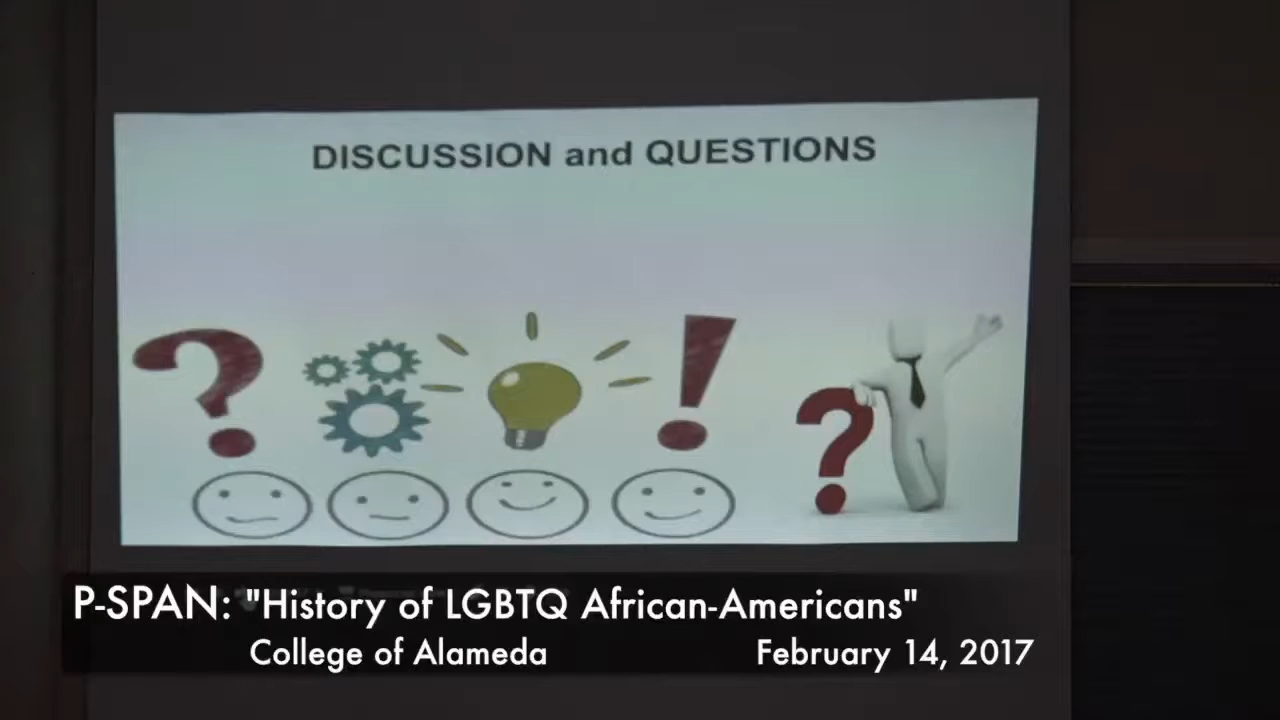 DISCUSSION and QUESTIONS
P-SPAN: "History of LGBTQ African-Americans"
College of Alameda
February 14, 2017